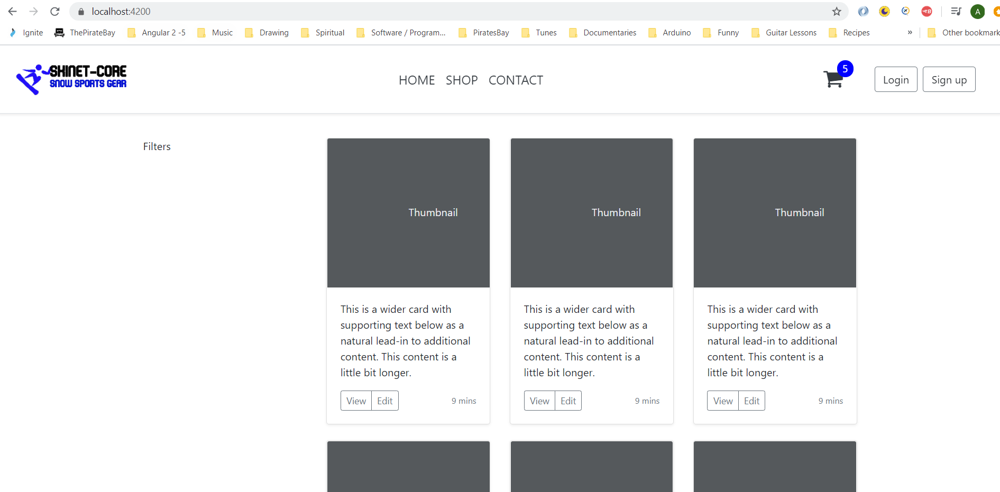 localhost:4200
A
Ignite ThePirateBay Angular 2 -5 Music Drawing Spiritual Software / Program... PiratesBay Tunes Documentaries Arduino Funny Guitar Lessons Recipes » Other bookmark
SHINET-CORE
SNOW SPORTS GEAR
HOME SHOP CONTACT
5
Login Sign up
Filters
Thumbnail Thumbnail Thumbnail
This is a wider card with
supporting text below as a
natural lead-in to additional
content. This content is a
little bit longer.
View Edit 9 mins
This is a wider card with
supporting text below as a
natural lead-in to additional
content. This content is a
little bit longer.
View Edit 9 mins
This is a wider card with
supporting text below as a
natural lead-in to additional
content. This content is a
little bit longer.
View Edit 9 mins